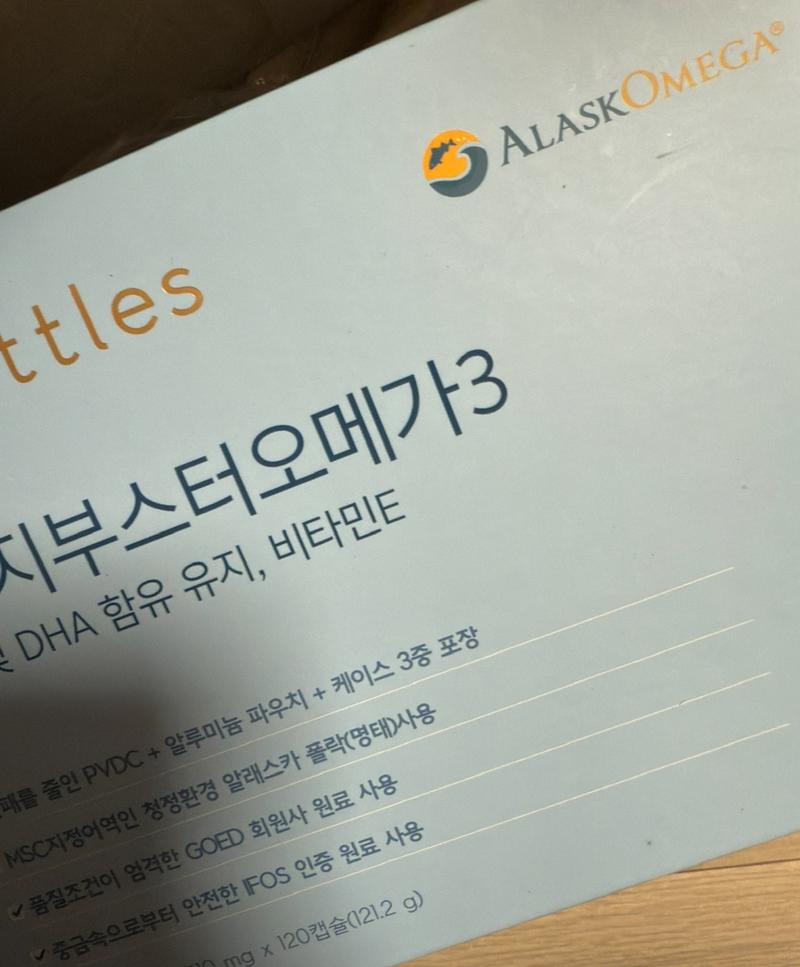 ALASKOMEGA®
ttles
지부스터오메가3
및 DHA 함유 유지, 비타민E
패를 줄인 PVDC + 알루미늄 파우치 + 케이스 3중 포장
MSC지정어역인 청정환경 알래스카 폴락(명태)사용
✓ 품질조건이 엄격한 GOED 회원사 원료 사용
✓ 중금속으로부터 안전한 IFOS 인증 원료 사용
mg x 120캡슐(121.2 g)